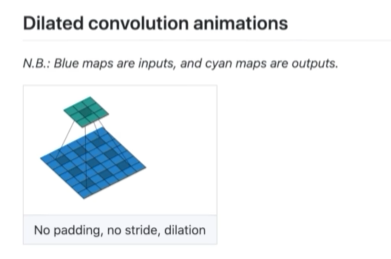 Dilated convolution animations
N.B.: Blue maps are inputs, and cyan maps are outputs.
No padding, no stride, dilation